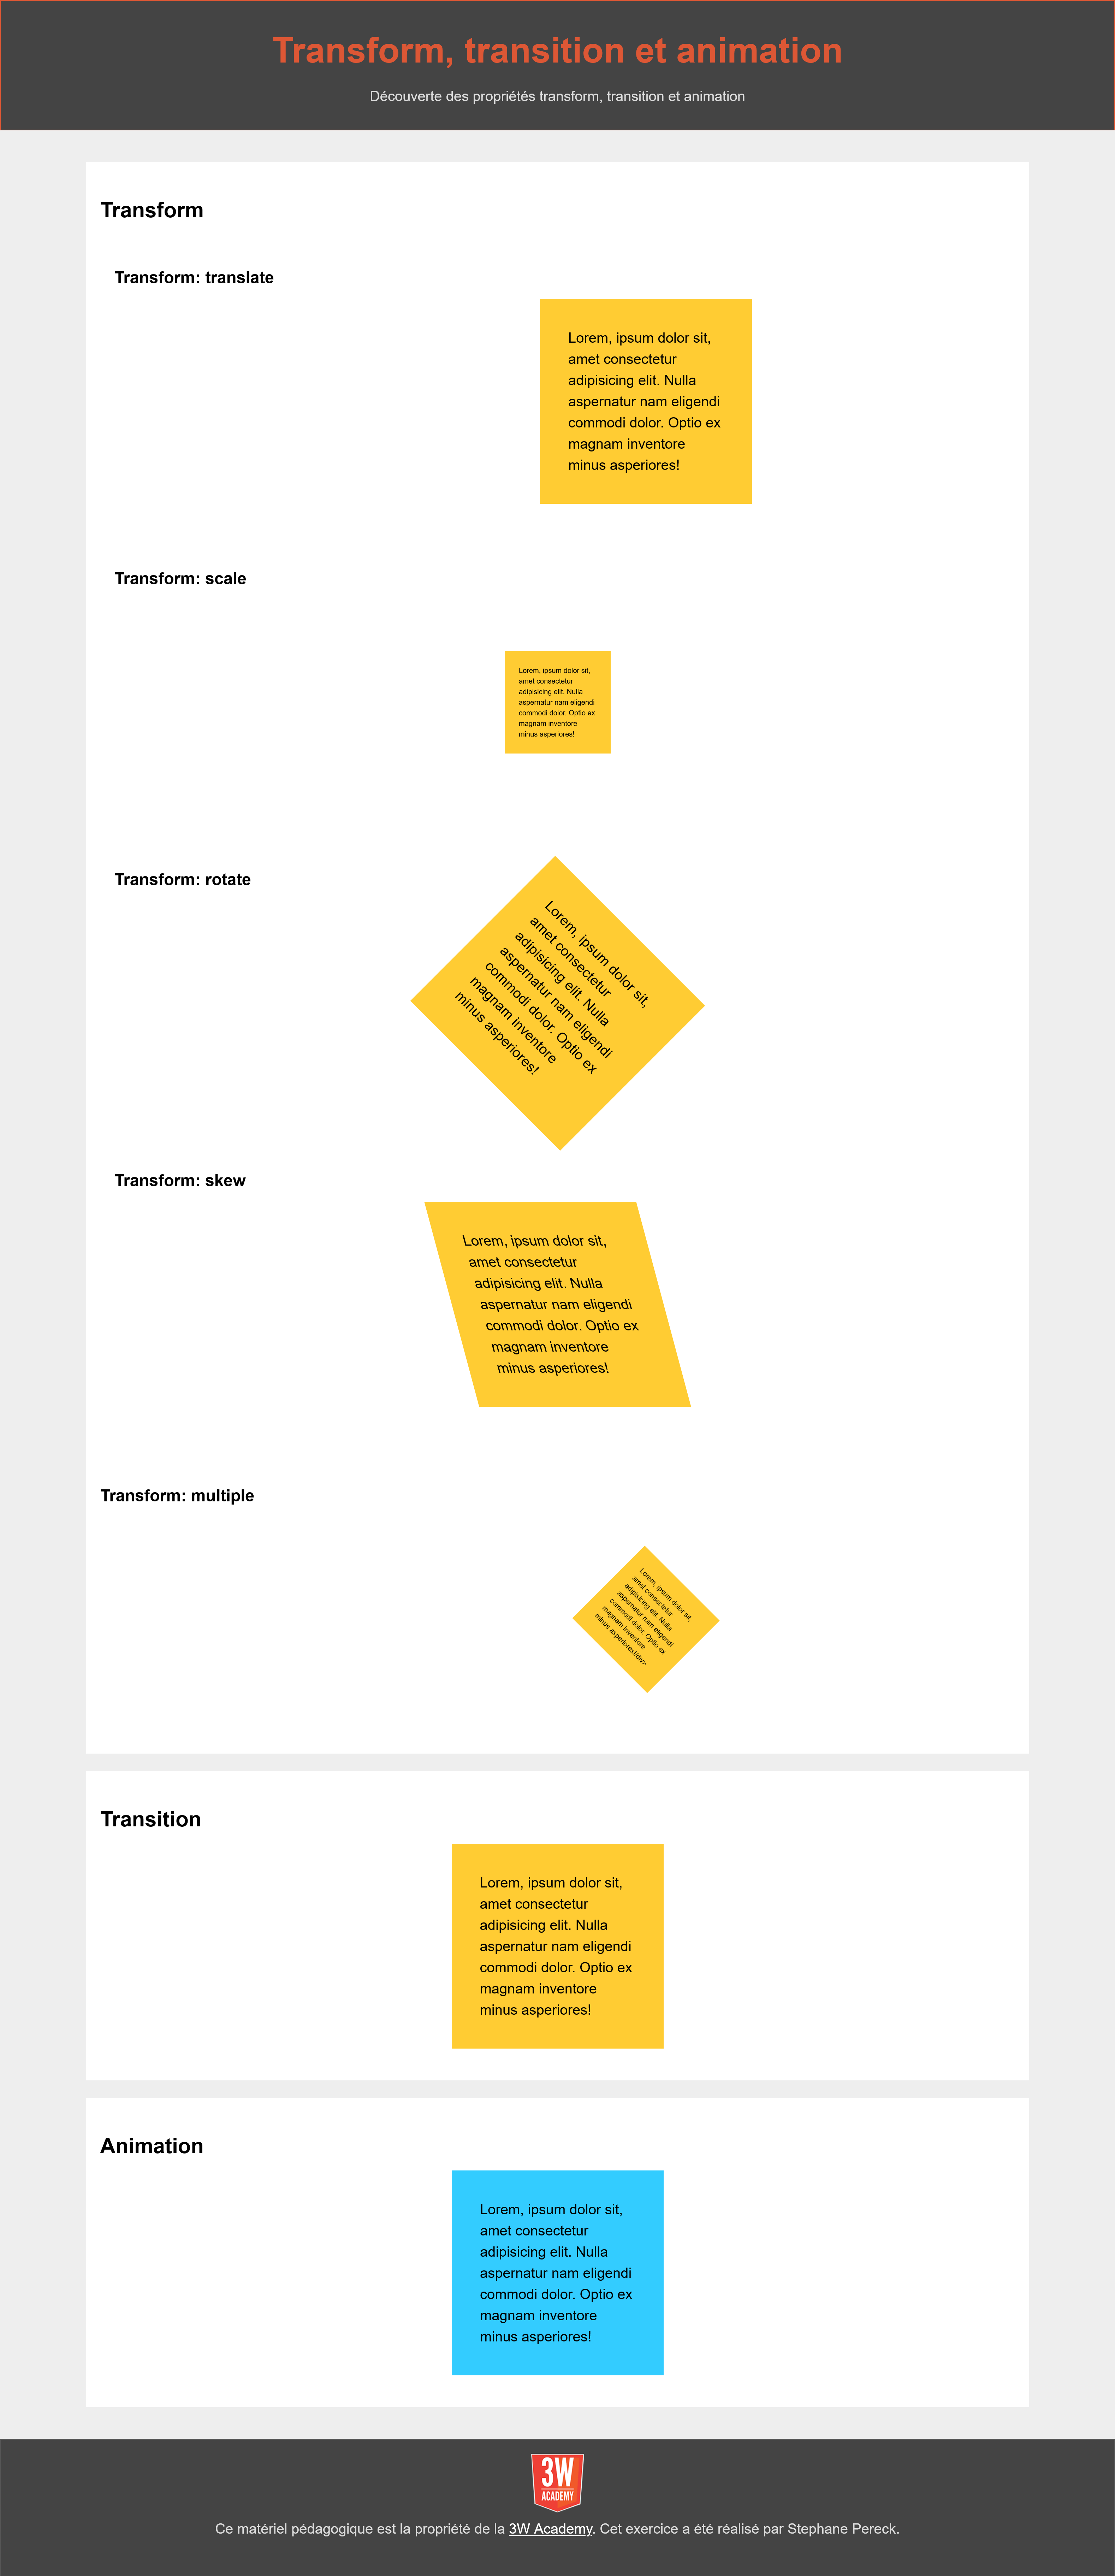 Transform, transition et animation
Découverte des propriétés transform, transition et animation
Transform
Transform: translate
Lorem, ipsum dolor sit,
amet consectetur
adipisicing elit. Nulla
aspernatur nam eligendi
commodi dolor. Optio ex
magnam inventore
minus asperiores!
Transform: scale
Lorem, ipsum dolor sit,
amet consectetur
adipisicing elit. Nulla
aspernatur nam eligendi
commodi dolor. Optio ex
magnam inventore
minus asperiores!
Transform: rotate
Lorem, ipsum dolor sit,
amet consectetur
adipisicing elit. Nulla
aspernatur nam eligendi
commodi dolor. Optio ex
magnam inventore
minus asperiores!
Transform: skew
Lorem, ipsum dolor sit,
amet consectetur
adipisicing elit. Nulla
aspernatur nam eligendi
commodi dolor. Optio ex
magnam inventore
minus asperiores!
Transform: multiple
Lorem, ipsum dolor sit,
amet consectetur
adipisicing elit. Nulla
aspernatur nam eligendi
commodi dolor. Optio ex
magnam inventore
minus asperiores!/div>
Transition
Lorem, ipsum dolor sit,
amet consectetur
adipisicing elit. Nulla
aspernatur nam eligendi
commodi dolor. Optio ex
magnam inventore
minus asperiores!
Animation
Lorem, ipsum dolor sit,
amet consectetur
adipisicing elit. Nulla
aspernatur nam eligendi
commodi dolor. Optio ex
magnam inventore
minus asperiores!
3W
ACADEMY
Ce matériel pédagogique est la propriété de la 3W Academy. Cet exercice a été réalisé par Stephane Pereck.